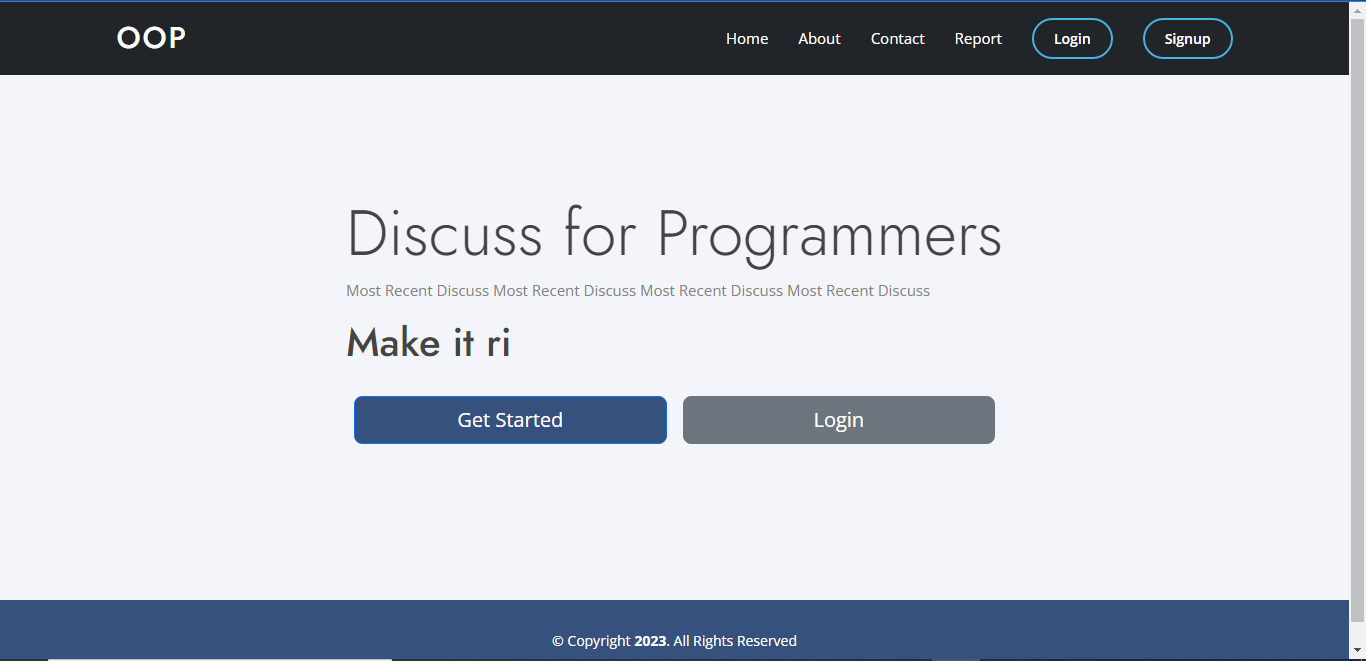 OOP
Home About Contact Report Login Signup
Discuss for Programmers
Most Recent Discuss Most Recent Discuss Most Recent Discuss Most Recent Discuss
Make it ri
Get Started Login
© Copyright 2023. All Rights Reserved